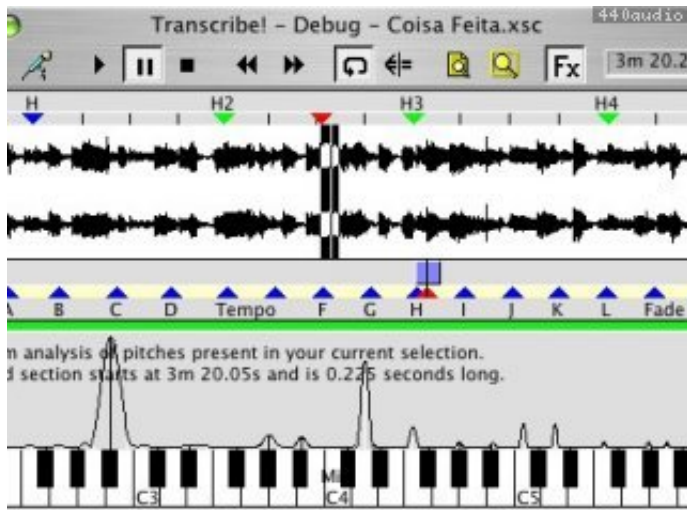 440audio
Transcribe! - Debug - Coisa Feita.xsc
Fx 3m 20.2
H H2 H3 H4
A B C D Tempo F G H I J K L Fade
m analysis of pitches present in your current selection.
d section starts at 3m 20.05s and is 0.225 seconds long.
C3 C4 C5